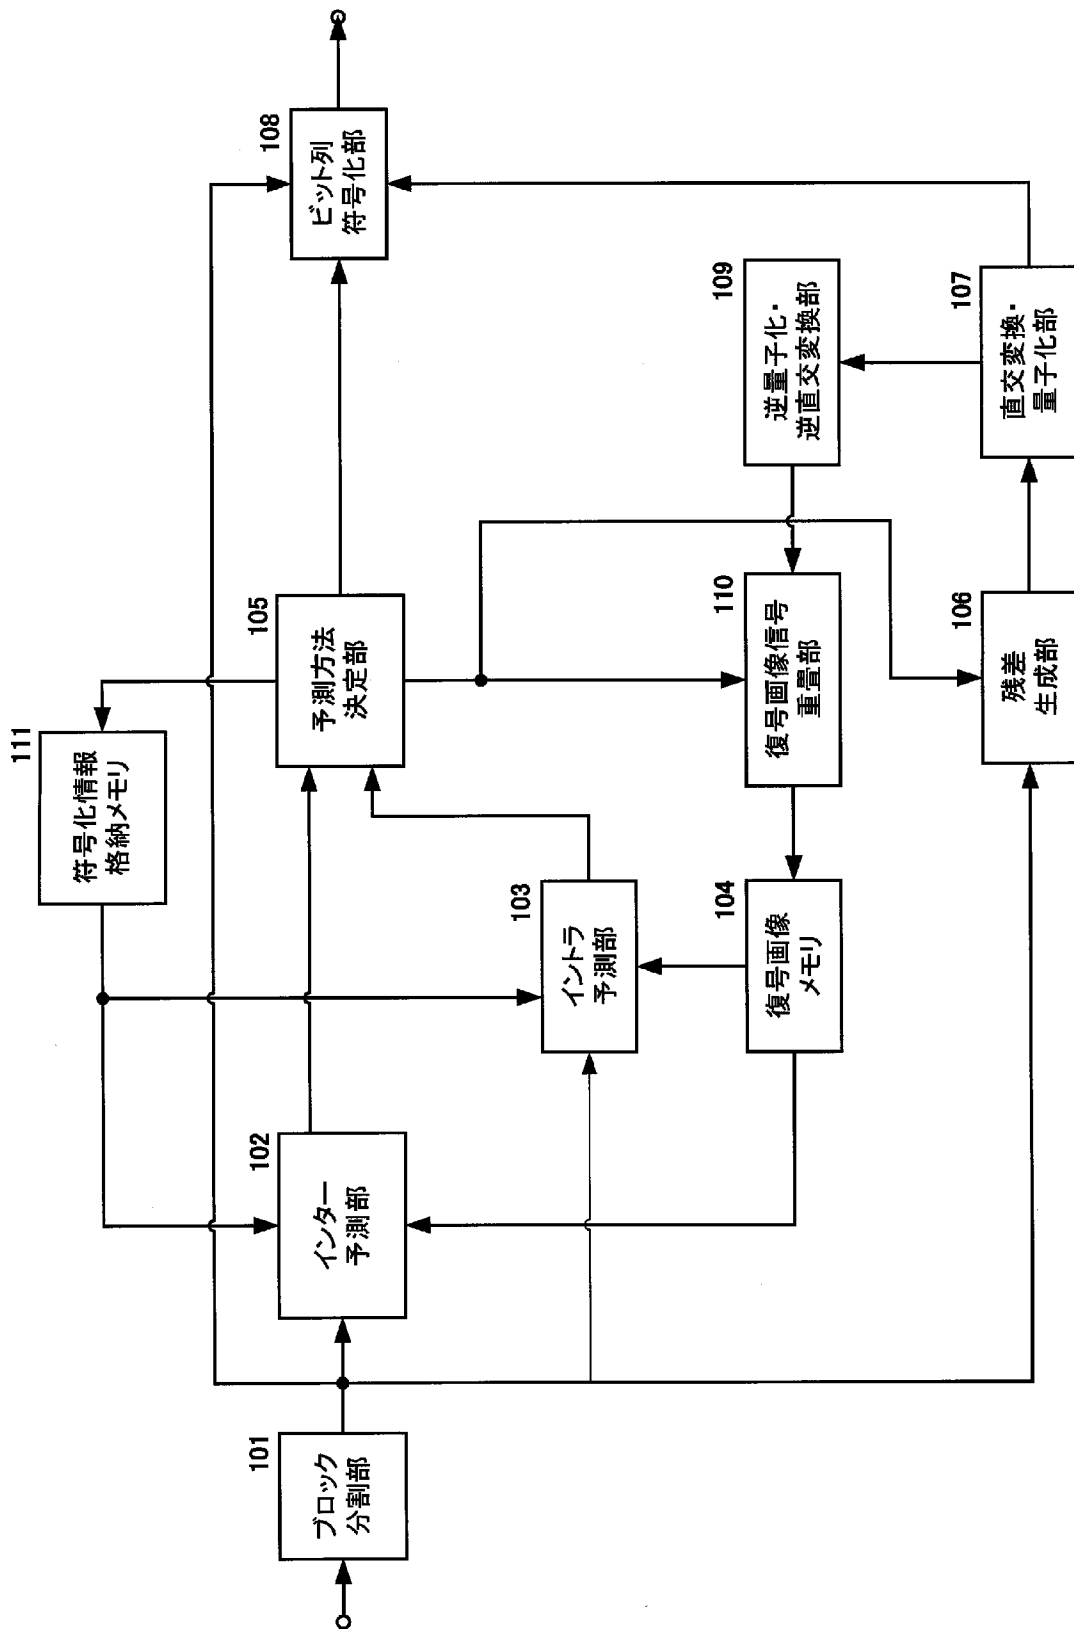 101
ブロック
分割部
102
インター
予測部
111
符号化情報
格納メモリ
103
イントラ
予測部
104
復号画像
メモリ
105
予測方法
決定部
110
復号画像信号
重畳部
106
残差
生成部
108
ビット列
符号化部
109
逆量子化・
逆直交変換部
107
直交変換・
量子化部